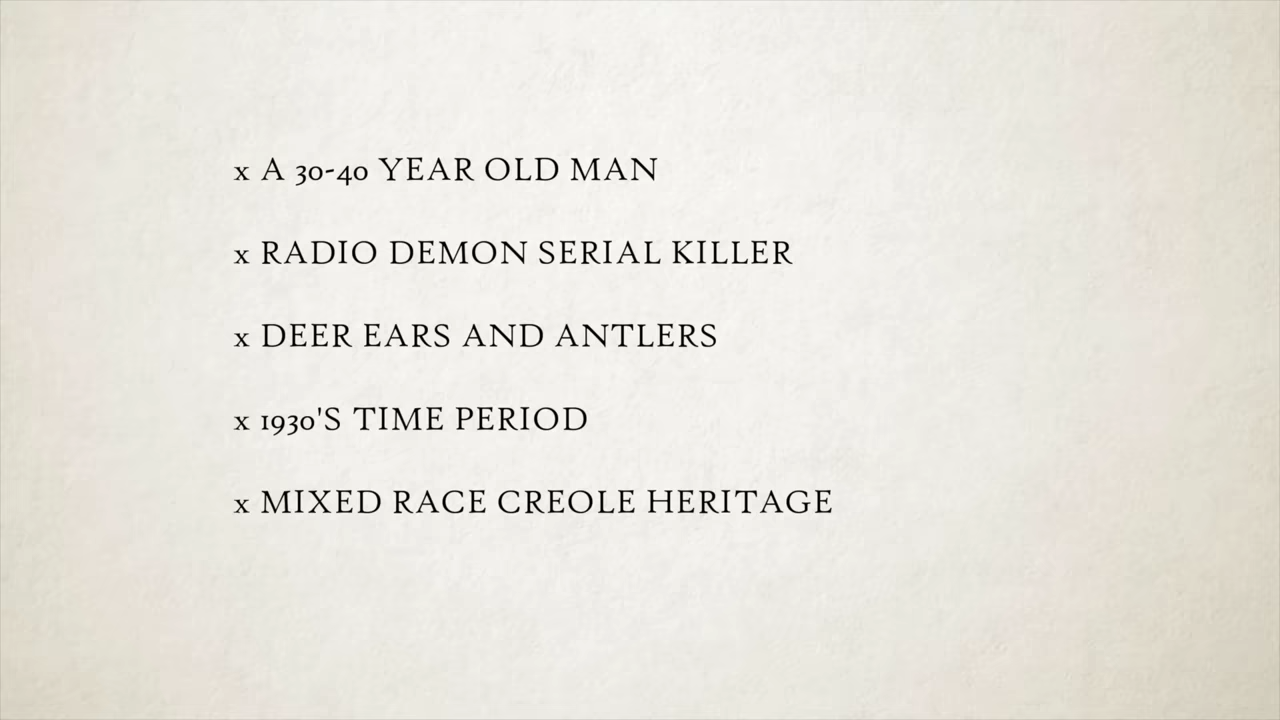 x A 30-40 YEAR OLD MAN
x RADIO DEMON SERIAL KILLER
x DEER EARS AND ANTLERS
x 1930'S TIME PERIOD
x MIXED RACE CREOLE HERITAGE